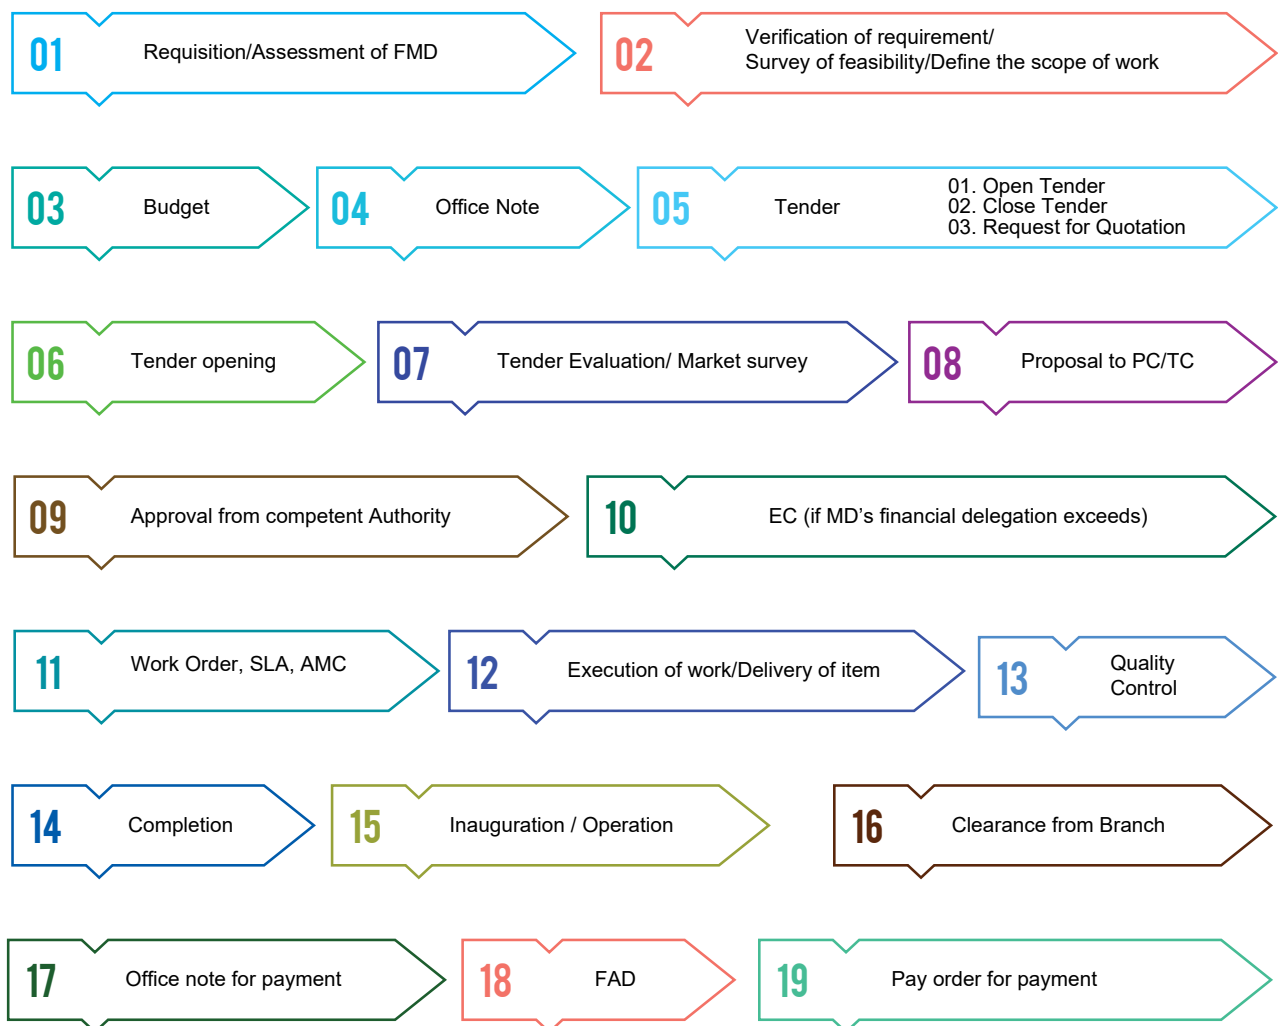 01 Requisition/Assessment of FMD
02 Verification of requirement/
Survey of feasibility/Define the scope of work
03 Budget
04 Office Note
05 Tender
01. Open Tender
02. Close Tender
03. Request for Quotation
06 Tender opening
07 Tender Evaluation/ Market survey
08 Proposal to PC/TC
09 Approval from competent Authority
10 EC (if MD’s financial delegation exceeds)
11 Work Order, SLA, AMC
12 Execution of work/Delivery of item
13 Quality
Control
14 Completion
15 Inauguration / Operation
16 Clearance from Branch
17 Office note for payment
18 FAD
19 Pay order for payment